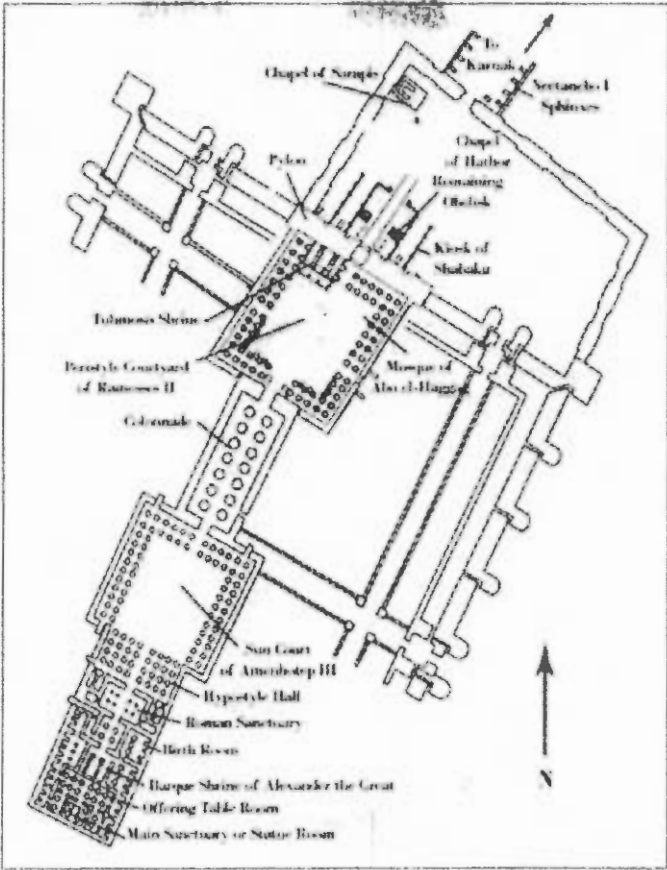 To
Karnak
Nectanebo I
Sphinxes
Chapel of Sarapis
Chapel
of Hathor
Remaining
Obelisk
Pylon
Kiosk of
Shabaka
Tuthmosis Shrine
Peristyle Courtyard
of Ramesses II
Mosque of
Abu el-Haggag
Colonnade
Sun Court
of Amenhotep III
Hypostyle Hall
Roman Sanctuary
Birth Room
Barque Shrine of Alexander the Great
Offering Table Room
Main Sanctuary or Statue Room
N